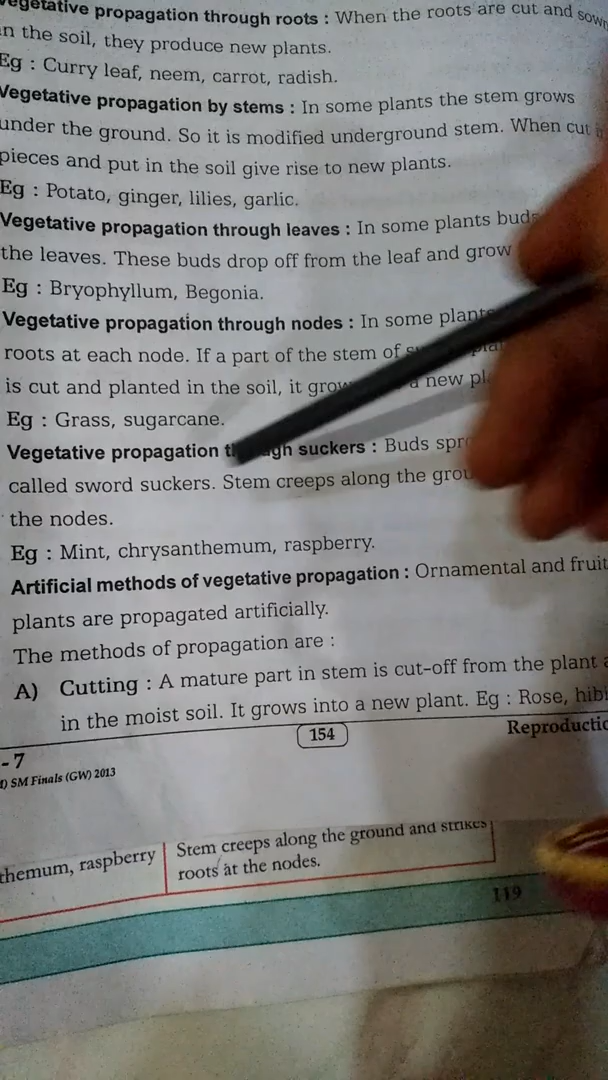 vegetative propagation through roots : When the roots are cut and sown
in the soil, they produce new plants.
Eg : Curry leaf, neem, carrot, radish.
Vegetative propagation by stems : In some plants the stem grows
under the ground. So it is modified underground stem. When cut
pieces and put in the soil give rise to new plants.
Eg : Potato, ginger, lilies, garlic.
Vegetative propagation through leaves : In some plants buds
the leaves. These buds drop off from the leaf and grow
Eg : Bryophyllum, Begonia.
Vegetative propagation through nodes : In some plants
roots at each node. If a part of the stem of
is cut and planted in the soil, it a new
Eg : Grass, sugarcane.
Vegetative propagation suckers : Buds
called sword suckers. Stem creeps along the
the nodes.
Eg : Mint, chrysanthemum, raspberry.
Artificial methods of vegetative propagation : Ornamental and fruit
plants are propagated artificially.
The methods of propagation are :
A) Cutting : A mature part in stem is cut-off from the plant
in the moist soil. It grows into a new plant. Eg : Rose,
- 7
154
SM Finals (GW) 2013
themum, raspberry
Stem creeps along the ground and strikes
roots at the nodes.
119